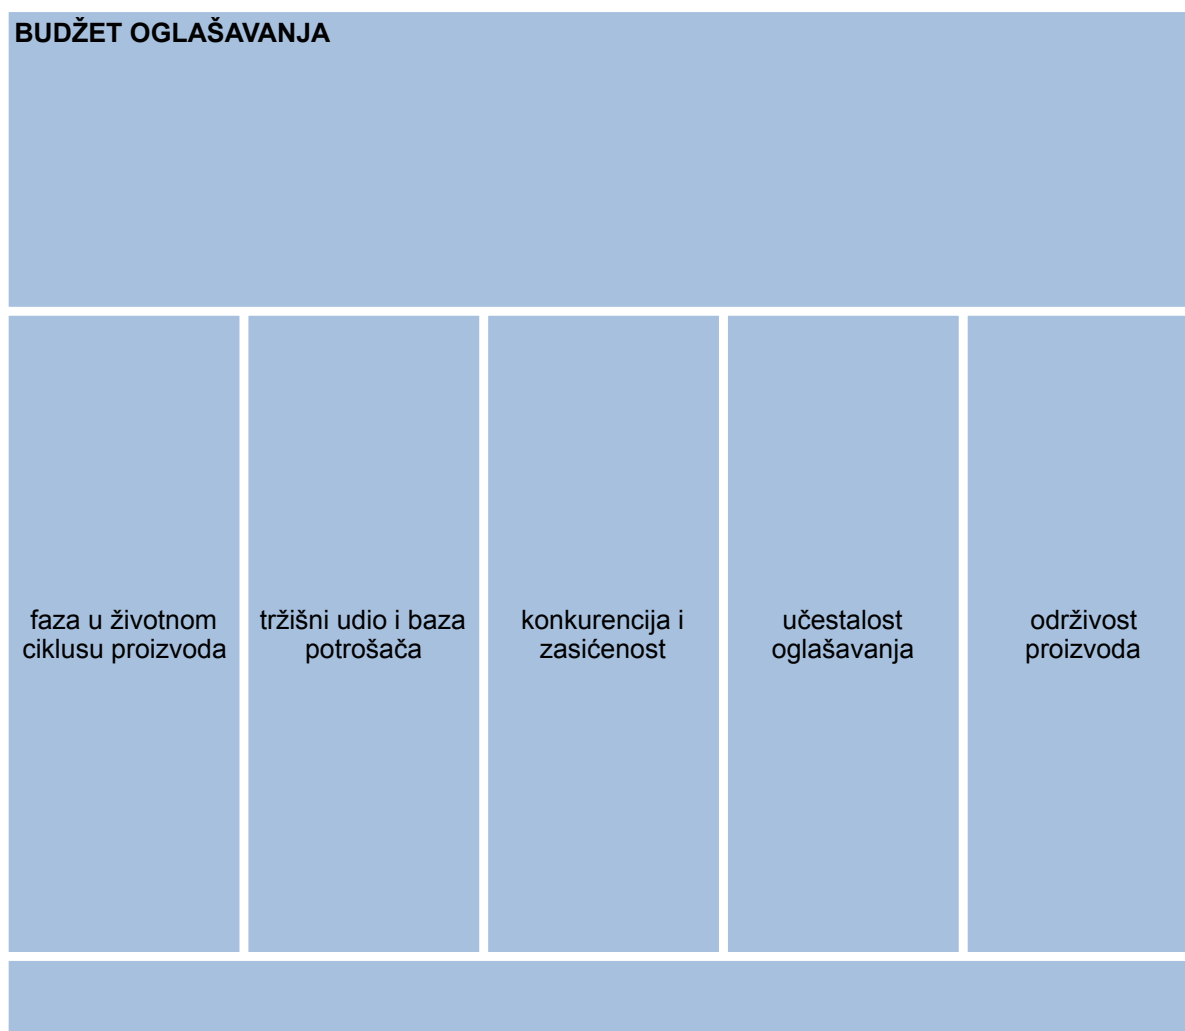 BUDŽET OGLAŠAVANJA
faza u životnom
ciklusu proizvoda
tržišni udio i baza
potrošača
konkurencija i
zasićenost
učestalost
oglašavanja
održivost
proizvoda